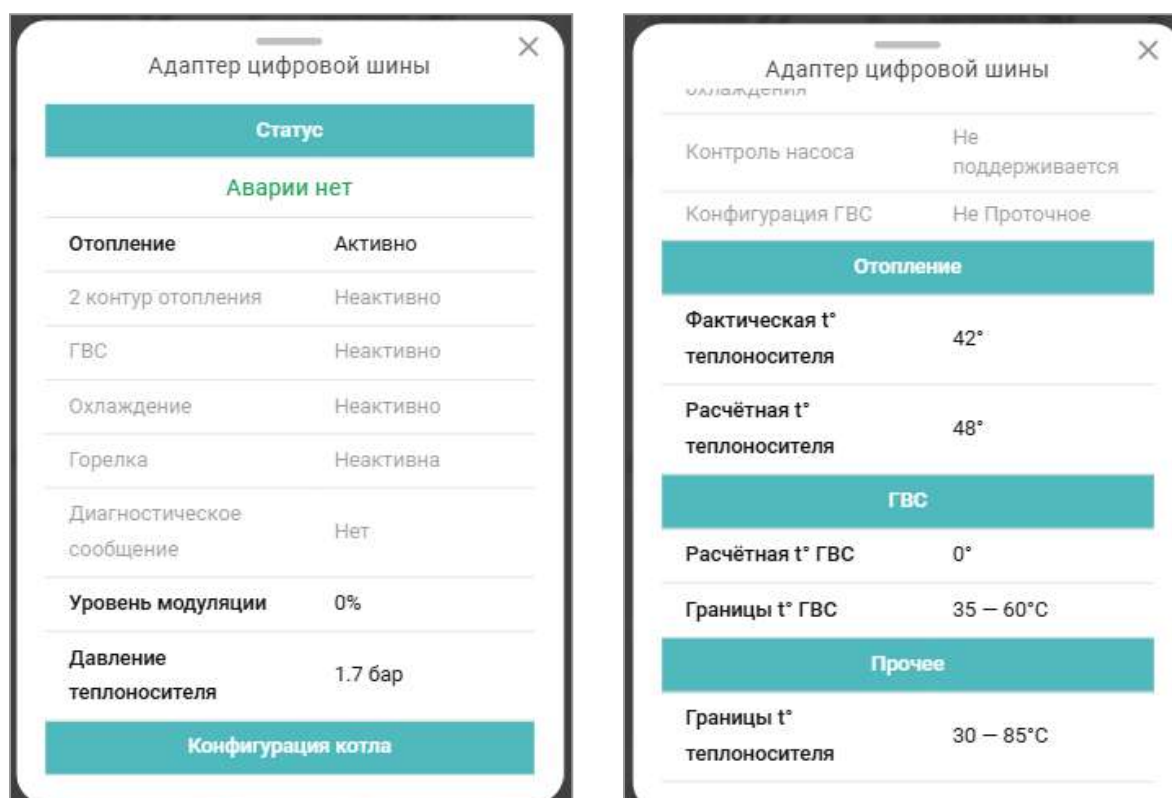 Адаптер цифровой шины
Статус
Аварии нет
Отопление Активно
2 контур отопления Неактивно
ГВС Неактивно
Охлаждение Неактивно
Горелка Неактивна
Диагностическое
сообщение Нет
Уровень модуляции 0%
Давление
теплоносителя 1.7 бар
Конфигурация котла
Адаптер цифровой шины
охлаждения
Контроль насоса Не
поддерживается
Конфигурация ГВС Не Проточное
Отопление
Фактическая t°
теплоносителя 42°
Расчётная t°
теплоносителя 48°
ГВС
Расчётная t° ГВС 0°
Границы t° ГВС 35 — 60°C
Прочее
Границы t°
теплоносителя 30 — 85°C